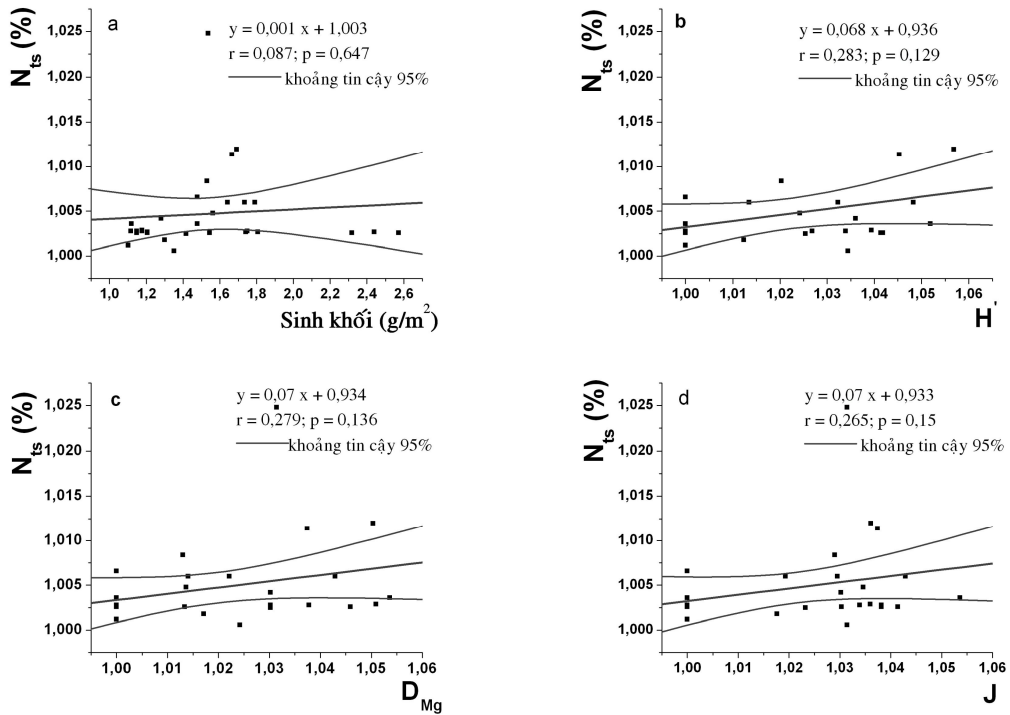 a
y = 0,001 x + 1,003
r = 0,087; p = 0,647
khoảng tin cậy 95%
N_ts (%)
1,025
1,020
1,015
1,010
1,005
1,000
1,0 1,2 1,4 1,6 1,8 2,0 2,2 2,4 2,6
Sinh khối (g/m²)
b
y = 0,068 x + 0,936
r = 0,283; p = 0,129
khoảng tin cậy 95%
N_ts (%)
1,025
1,020
1,015
1,010
1,005
1,000
1,00 1,01 1,02 1,03 1,04 1,05 1,06
H'
c
y = 0,07 x + 0,934
r = 0,279; p = 0,136
khoảng tin cậy 95%
N_ts (%)
1,025
1,020
1,015
1,010
1,005
1,000
1,00 1,01 1,02 1,03 1,04 1,05 1,06
D_Mg
d
y = 0,07 x + 0,933
r = 0,265; p = 0,15
khoảng tin cậy 95%
N_ts (%)
1,025
1,020
1,015
1,010
1,005
1,000
1,00 1,01 1,02 1,03 1,04 1,05 1,06
J